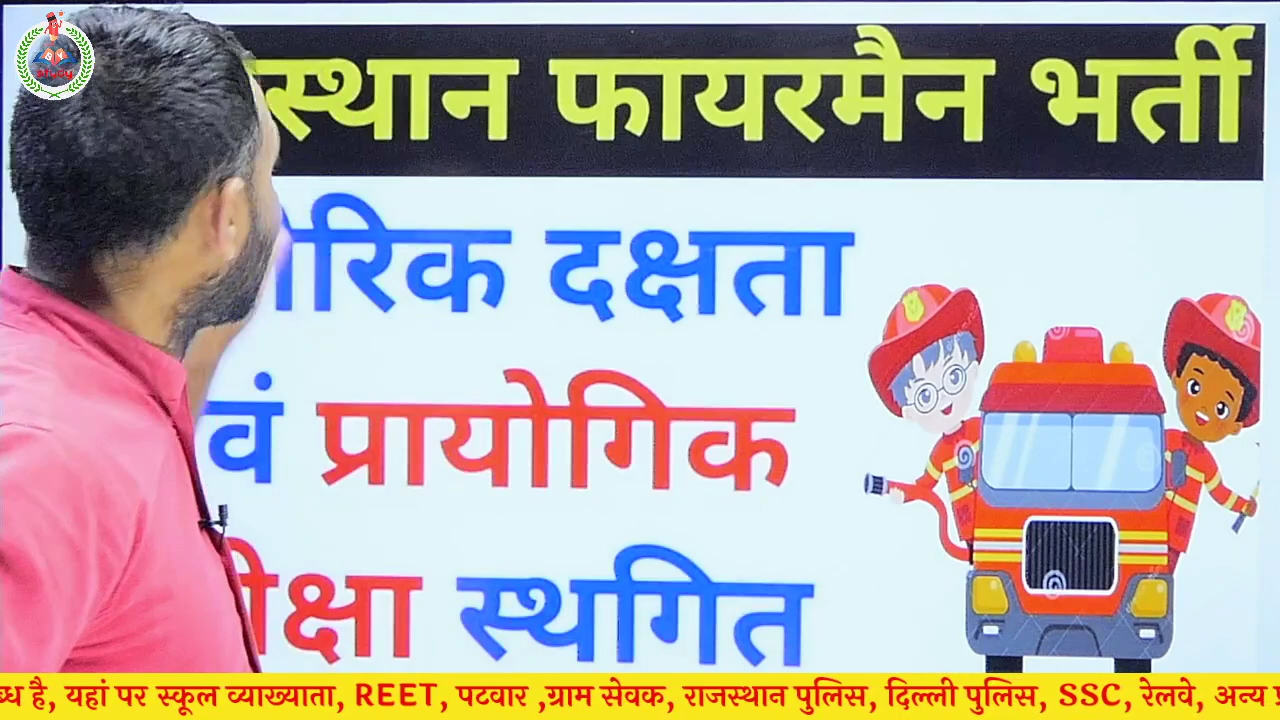 स्थान फायरमैन भर्ती
रिक दक्षता
वं प्रायोगिक
क्षा स्थगित
है, यहां पर स्कूल व्याख्याता, REET, पटवार ,ग्राम सेवक, राजस्थान पुलिस, दिल्ली पुलिस, SSC, रेलवे, अन्य